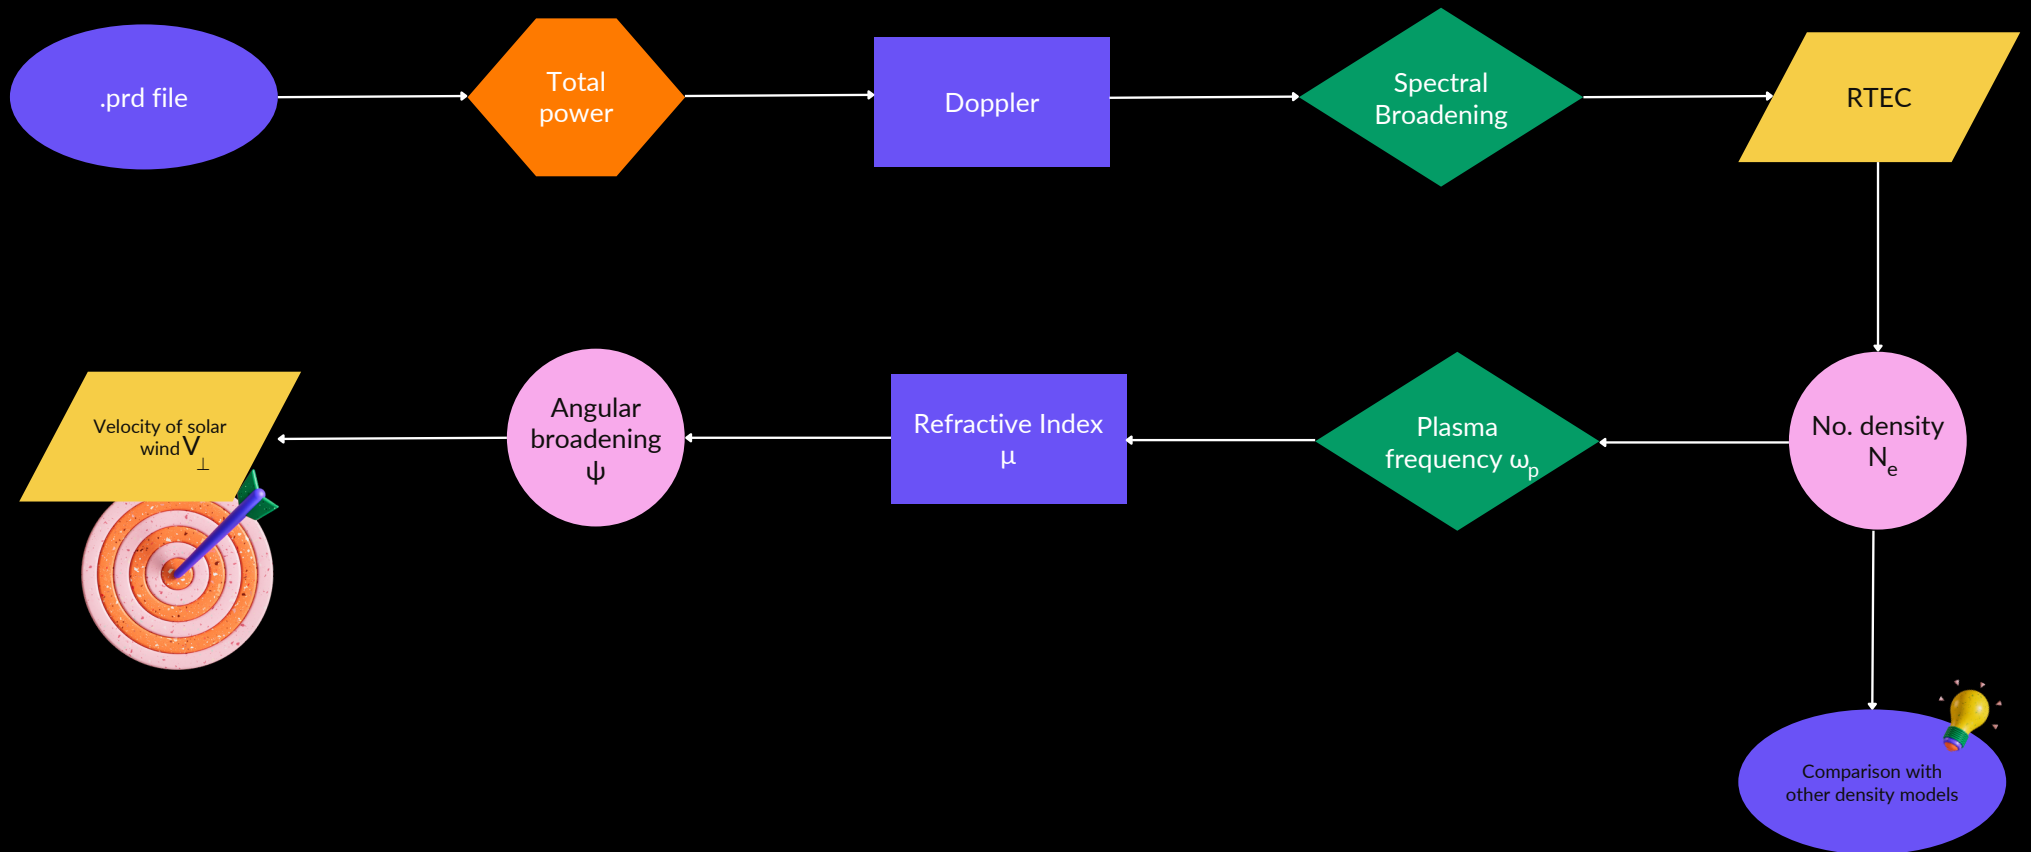 .prd file
Total
power
Doppler
Spectral
Broadening
RTEC
Velocity of solar
wind V⊥
Angular
broadening
ψ
Refractive Index
μ
Plasma
frequency ωp
No. density
Ne
Comparison with
other density models